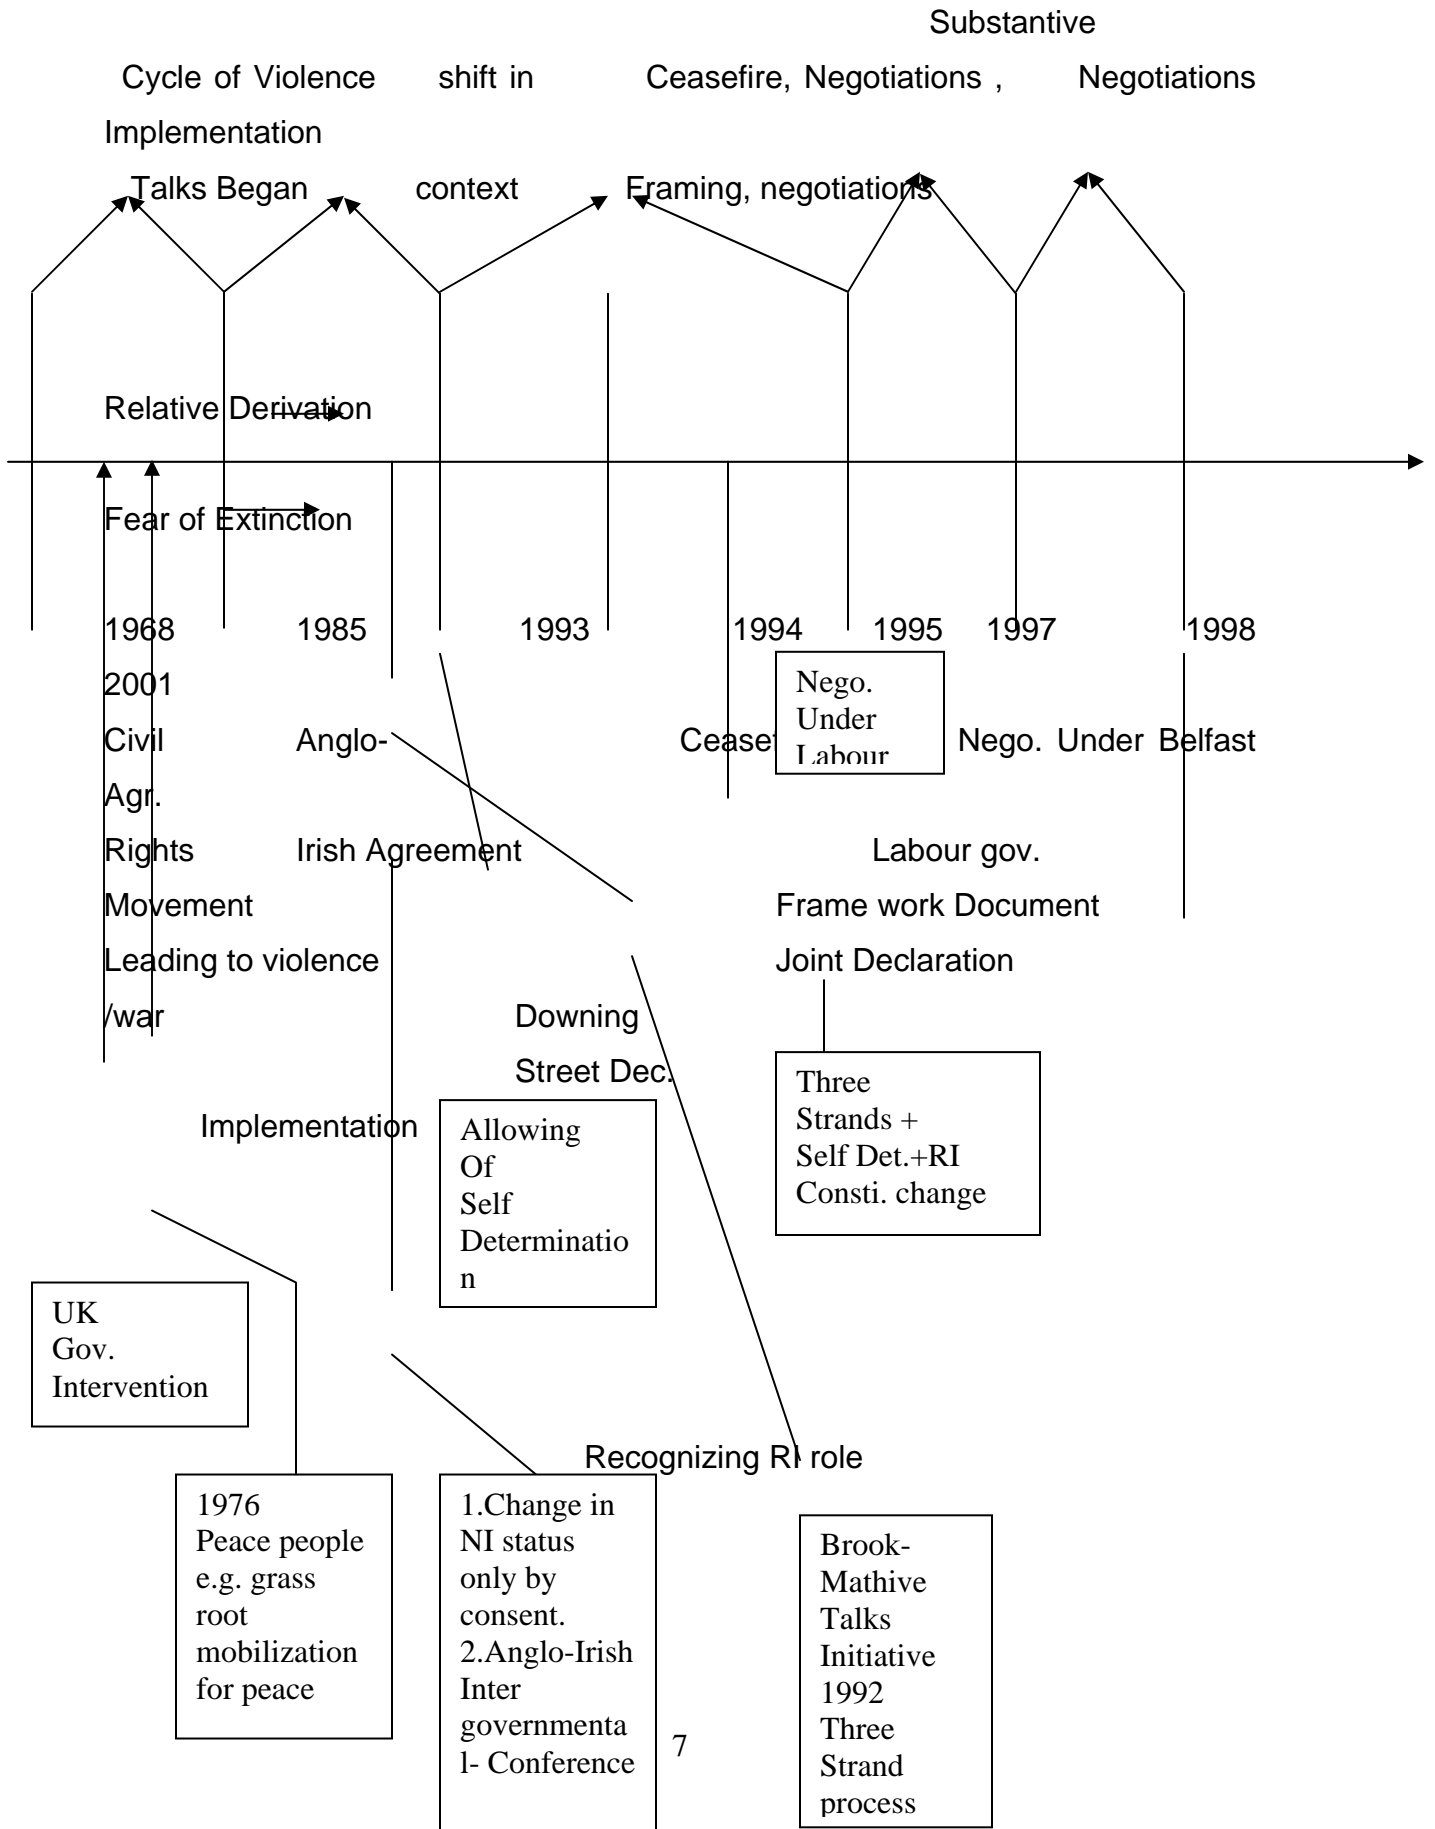 Substantive
Cycle of Violence shift in Ceasefire, Negotiations , Negotiations
Implementation
Talks Began context Framing, negotiations
Relative Derivation
Fear of Extinction
1968 1985 1993 1994 1995 1997 1998
2001
Civil Anglo- Nego. Under Belfast
Agr.
Rights Irish Agreement Labour gov.
Movement Frame work Document
Leading to violence Joint Declaration
/war Downing
Street Dec.
Implementation
Nego.
Under
Labour
Three
Strands +
Self Det.+RI
Consti. change
Allowing
Of
Self
Determinatio
n
UK
Gov.
Intervention
Recognizing RI role
1976
Peace people
e.g. grass
root
mobilization
for peace
1.Change in
NI status
only by
consent.
2.Anglo-Irish
Inter
governmenta
l- Conference
Brook-
Mathive
Talks
Initiative
1992
Three
Strand
process
7